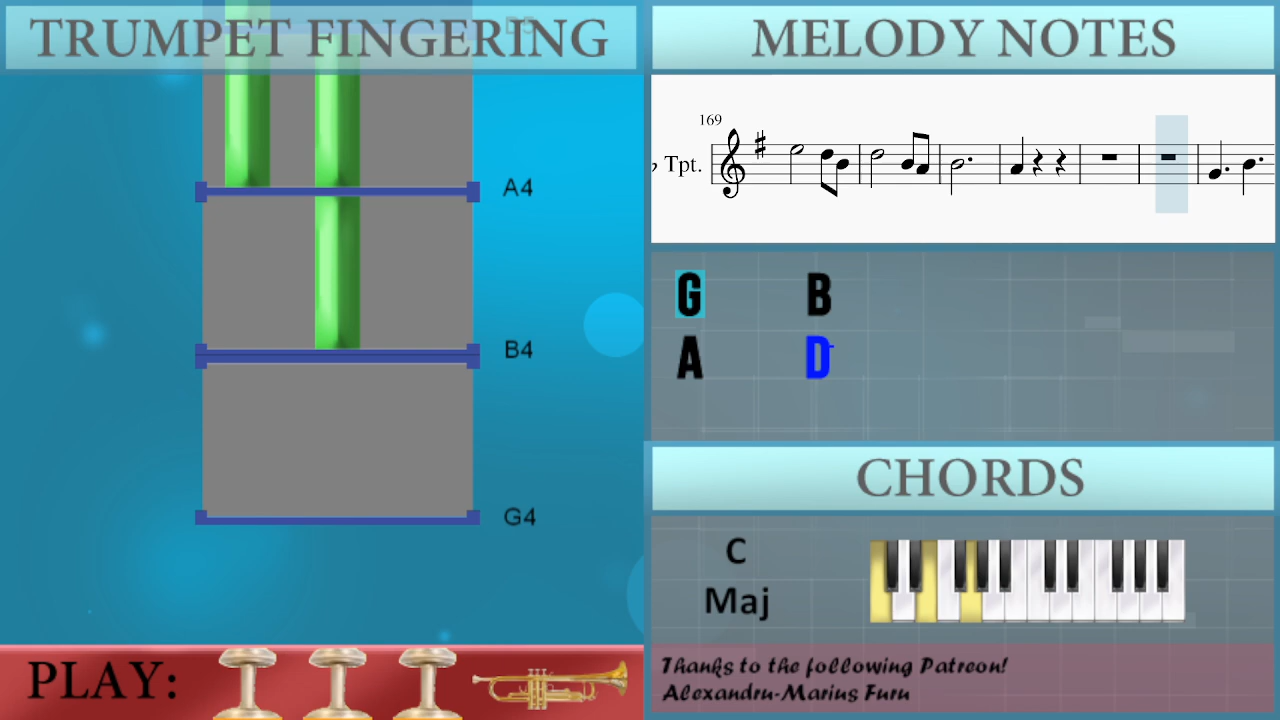 TRUMPET FINGERING
B5
A4
B4
G4
PLAY:
MELODY NOTES
169
♭ Tpt.
G B
A D
CHORDS
C
Maj
Thanks to the following Patreon!
Alexandru-Marius Furu